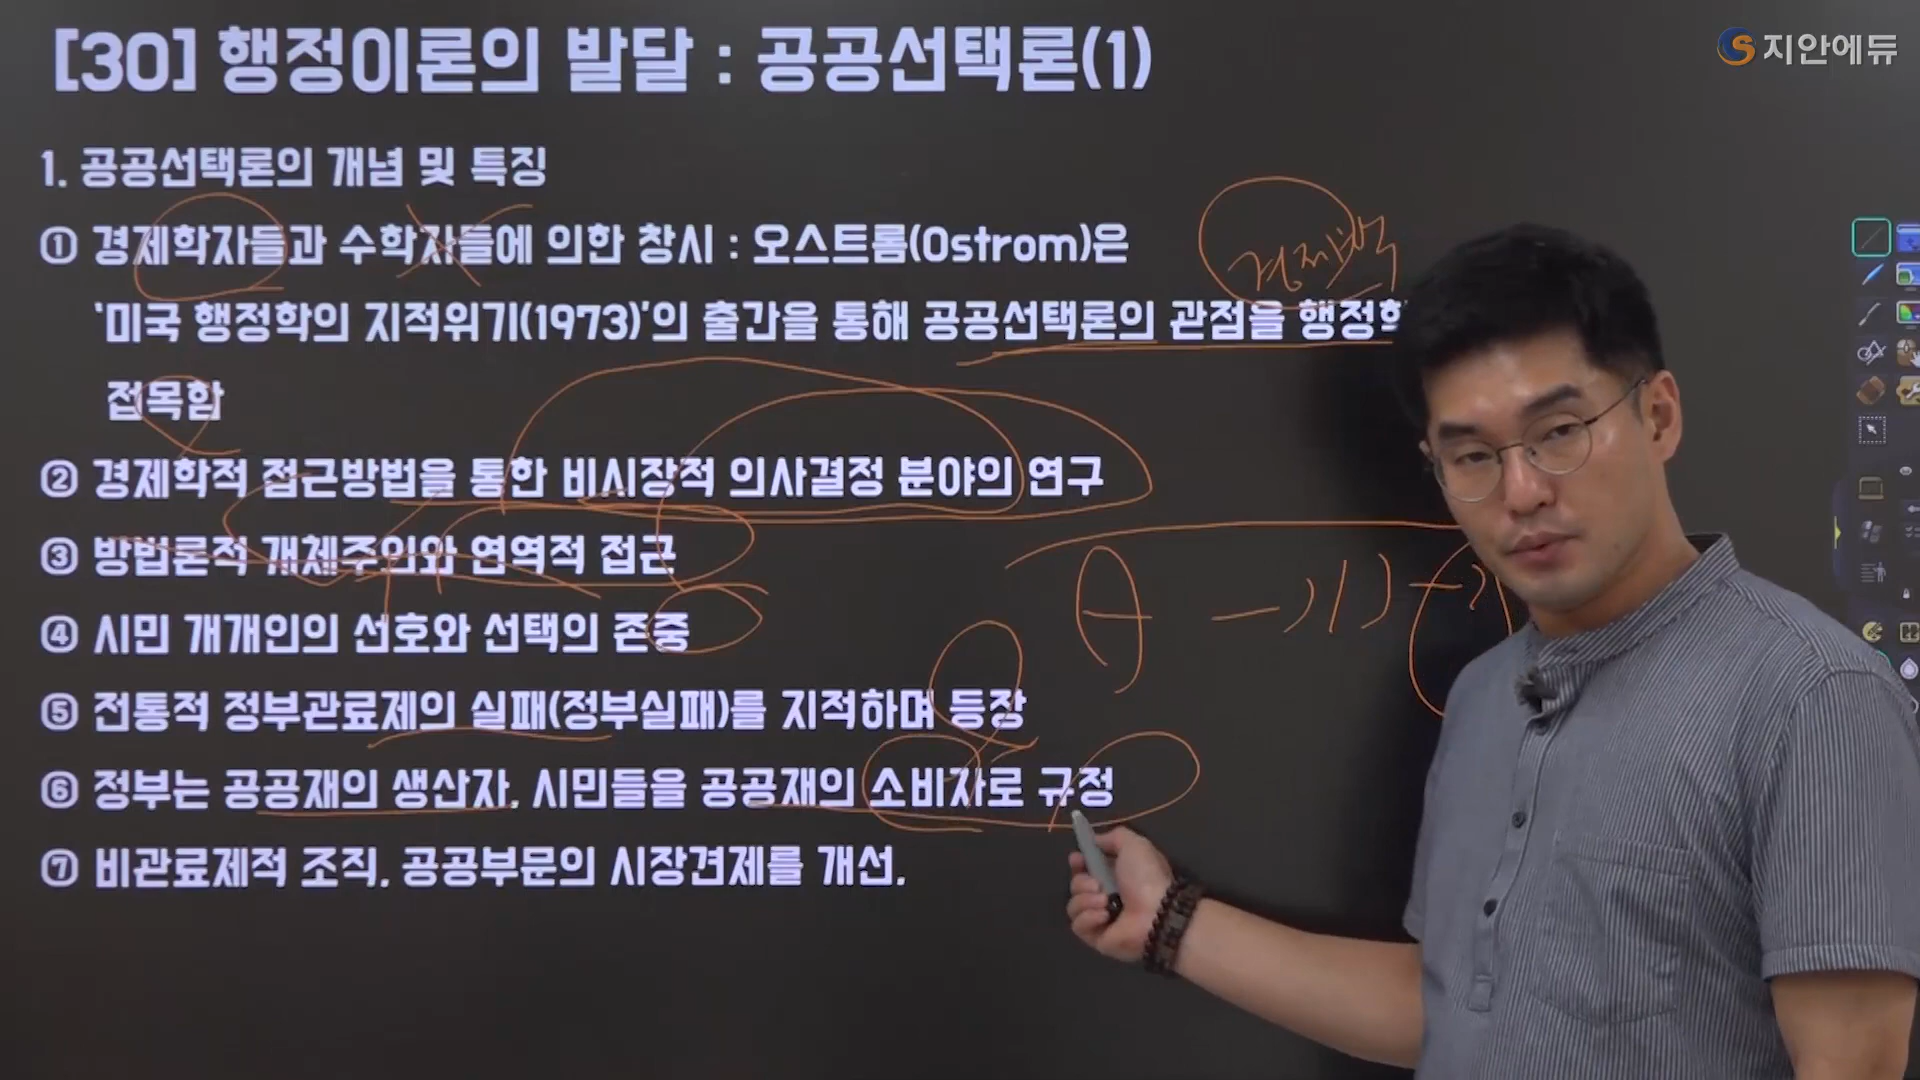 [30] 행정이론의 발달 : 공공선택론(1)
지안에듀
1. 공공선택론의 개념 및 특징
① 경제학자들과 수학자들에 의한 창시 : 오스트롬(Ostrom)은
경제학
'미국 행정학의 지적위기(1973)'의 출간을 통해 공공선택론의 관점을 행정학
접목함
② 경제학적 접근방법을 통한 비시장적 의사결정 분야의 연구
③ 방법론적 개체주의와 연역적 접근
④ 시민 개개인의 선호와 선택의 존중
⑤ 전통적 정부관료제의 실패(정부실패)를 지적하며 등장
⑥ 정부는 공공재의 생산자, 시민들을 공공재의 소비자로 규정
⑦ 비관료제적 조직, 공공부문의 시장견제를 개선.